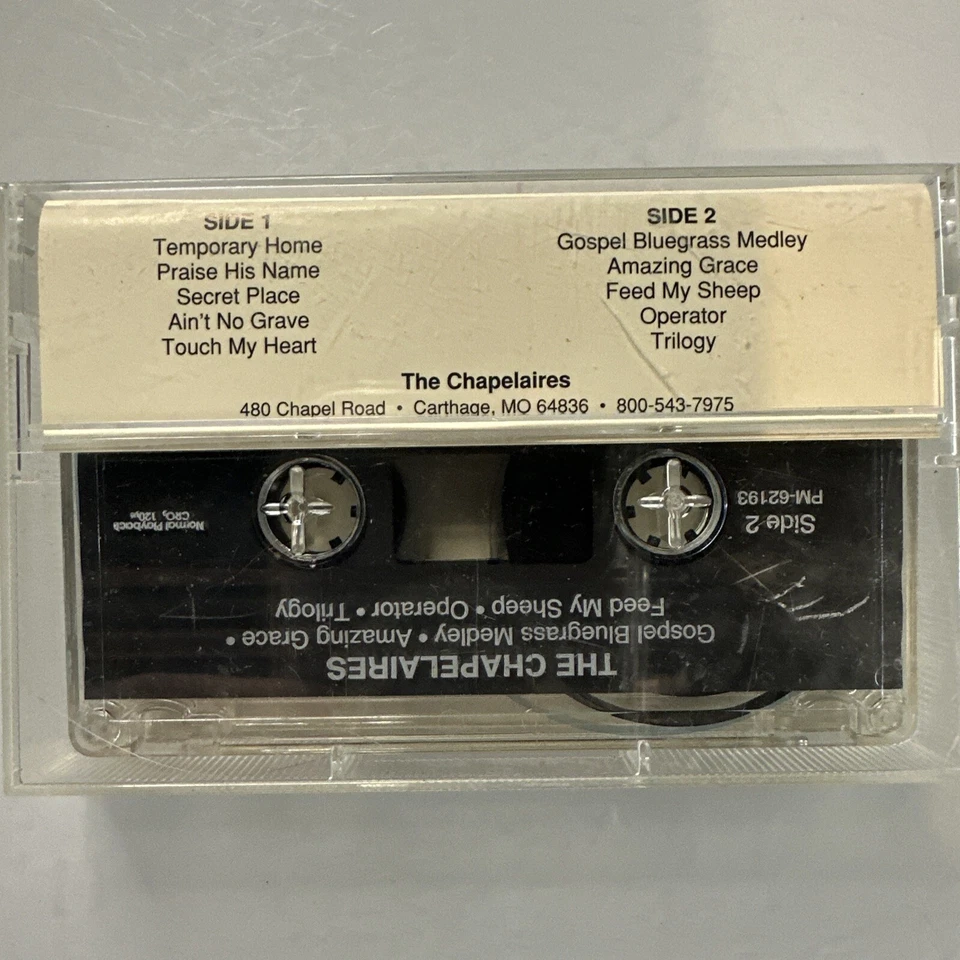 SIDE 1
Temporary Home
Praise His Name
Secret Place
Ain't No Grave
Touch My Heart
SIDE 2
Gospel Bluegrass Medley
Amazing Grace
Feed My Sheep
Operator
Trilogy
The Chapelaires
480 Chapel Road • Carthage, MO 64836 • 800-543-7975
THE CHAPELAIRES
Gospel Bluegrass Medley • Amazing Grace •
Feed My Sheep • Operator • Trilogy
Side 2
PM-62193
Normal Playback
CRO₂ 120µs